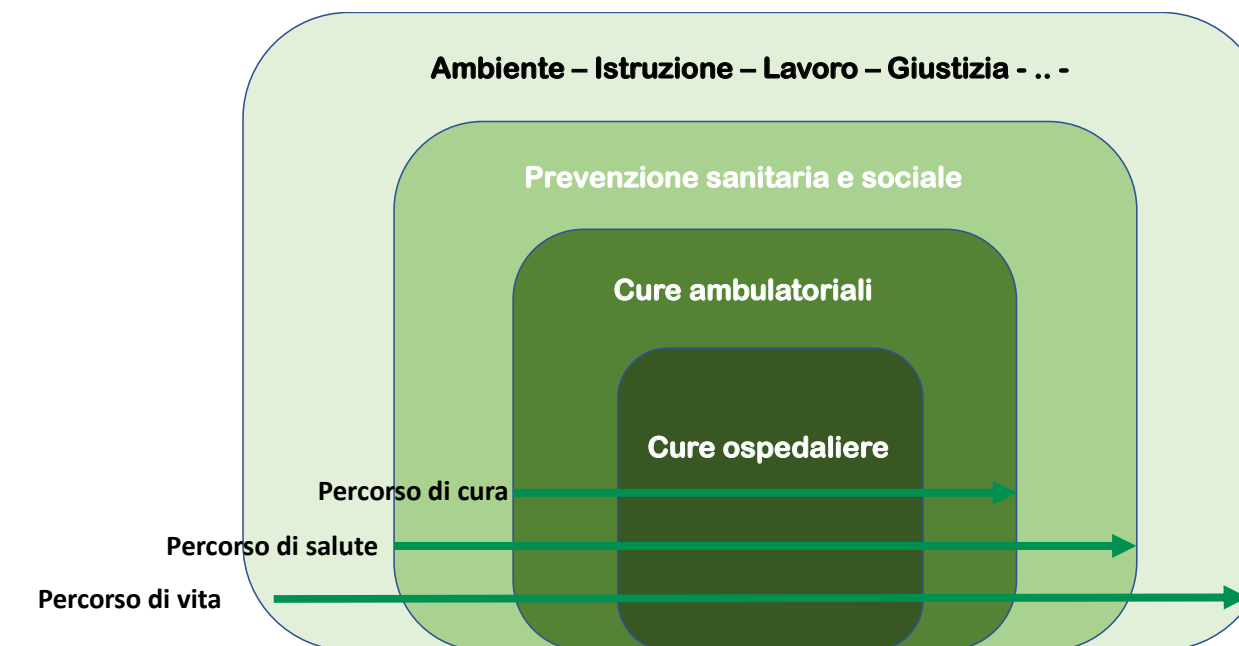 Ambiente – Istruzione – Lavoro – Giustizia - .. -
Prevenzione sanitaria e sociale
Cure ambulatoriali
Cure ospedaliere
Percorso di cura
Percorso di salute
Percorso di vita